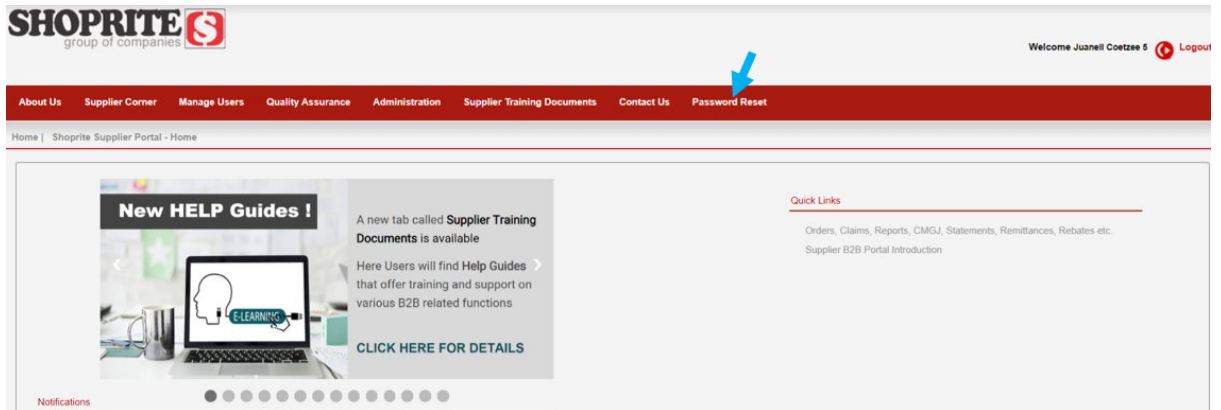 SHOPRITE S
group of companies
Welcome Juanell Coetzee 5 Logout
About Us Supplier Corner Manage Users Quality Assurance Administration Supplier Training Documents Contact Us Password Reset
Home | Shoprite Supplier Portal - Home
New HELP Guides !
A new tab called Supplier Training
Documents is available
Here Users will find Help Guides
that offer training and support on
various B2B related functions
CLICK HERE FOR DETAILS
E-LEARNING
Quick Links
Orders, Claims, Reports, CMGJ, Statements, Remittances, Rebates etc.
Supplier B2B Portal Introduction
Notifications